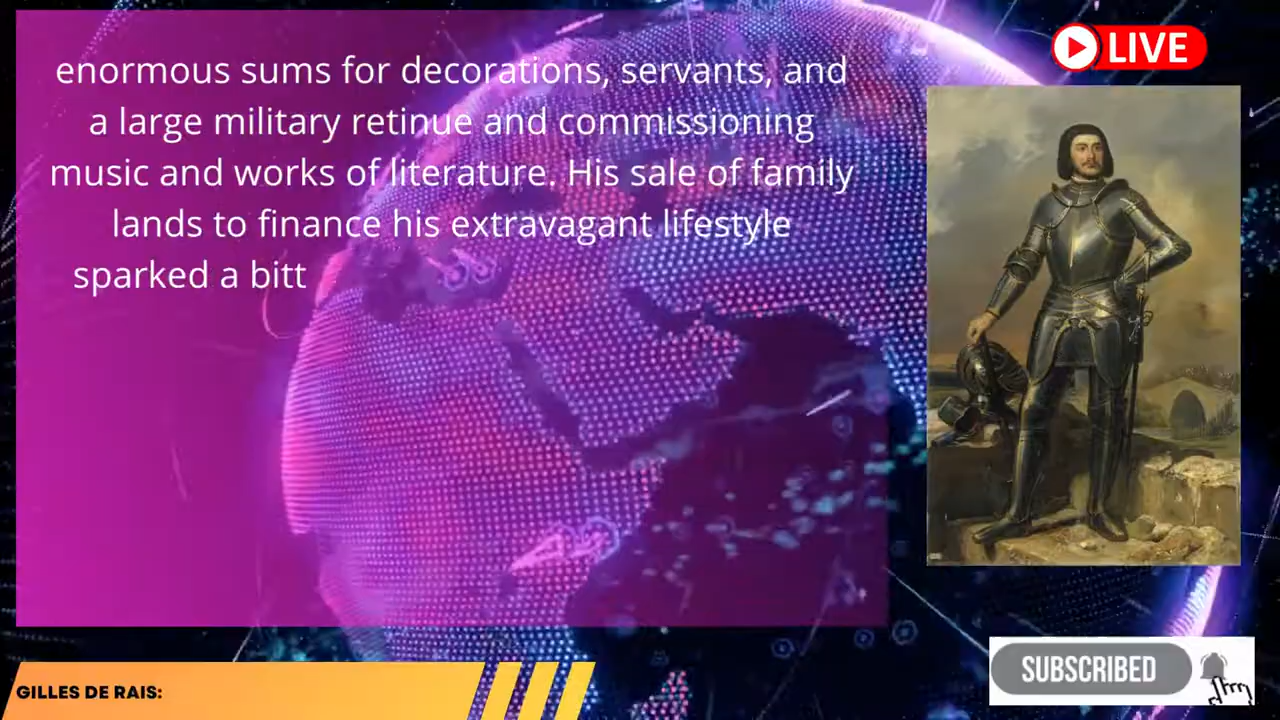 enormous sums for decorations, servants, and
a large military retinue and commissioning
music and works of literature. His sale of family
lands to finance his extravagant lifestyle
sparked a bitt
LIVE
GILLES DE RAIS:
SUBSCRIBED